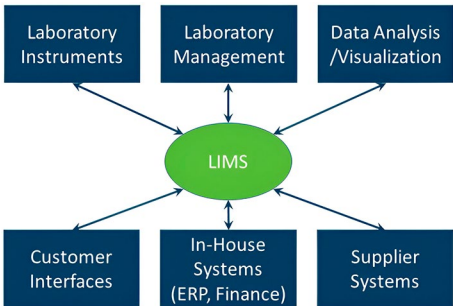 Laboratory
Instruments
Laboratory
Management
Data Analysis
/Visualization
LIMS
Customer
Interfaces
In-House
Systems
(ERP, Finance)
Supplier
Systems